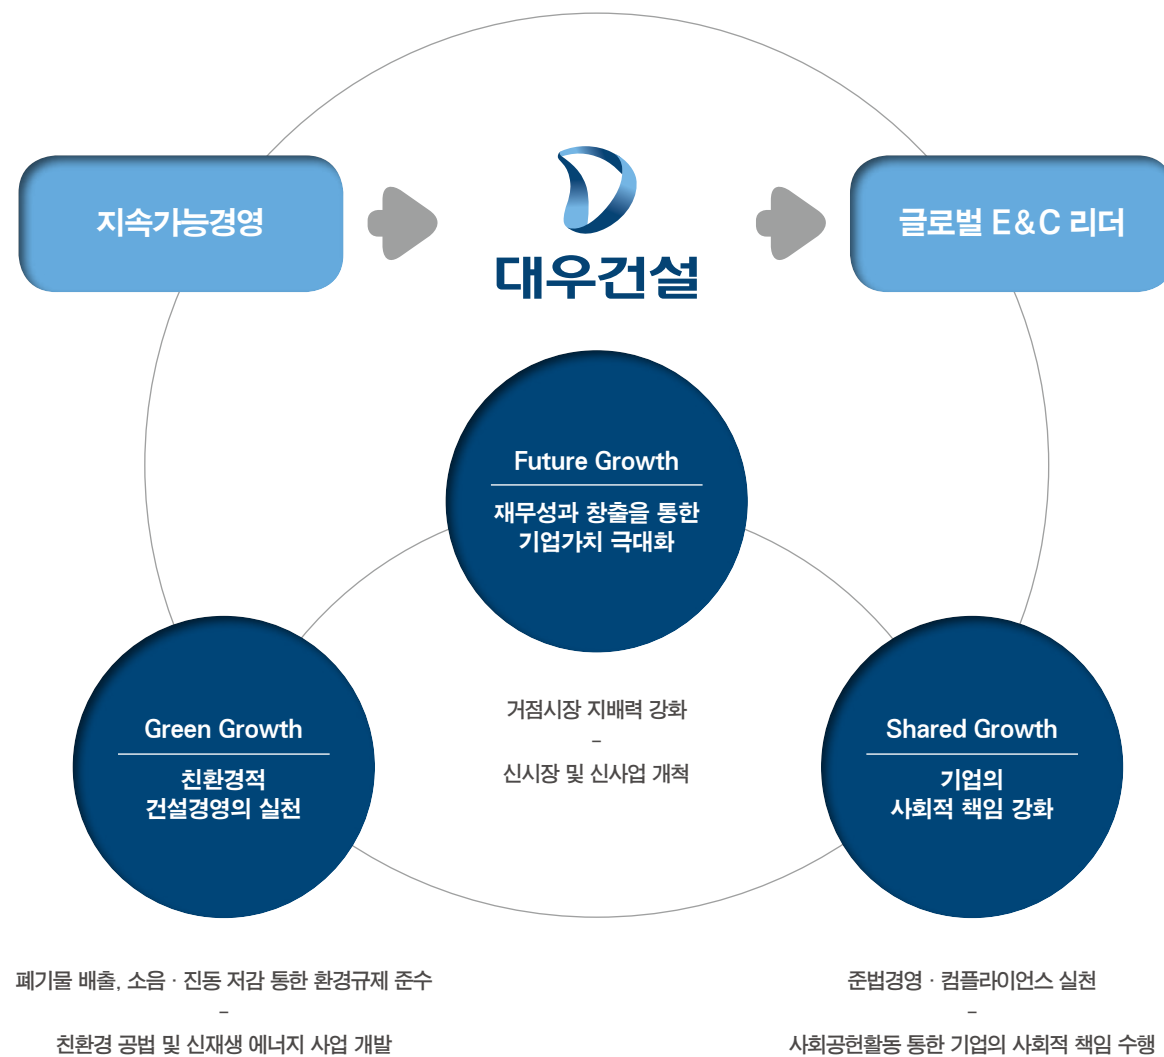 지속가능경영
대우건설
글로벌 E&C 리더
Future Growth
재무성과 창출을 통한
기업가치 극대화
거점시장 지배력 강화
–
신시장 및 신사업 개척
Green Growth
친환경적
건설경영의 실천
폐기물 배출, 소음 · 진동 저감 통한 환경규제 준수
–
친환경 공법 및 신재생 에너지 사업 개발
Shared Growth
기업의
사회적 책임 강화
준법경영 · 컴플라이언스 실천
–
사회공헌활동 통한 기업의 사회적 책임 수행